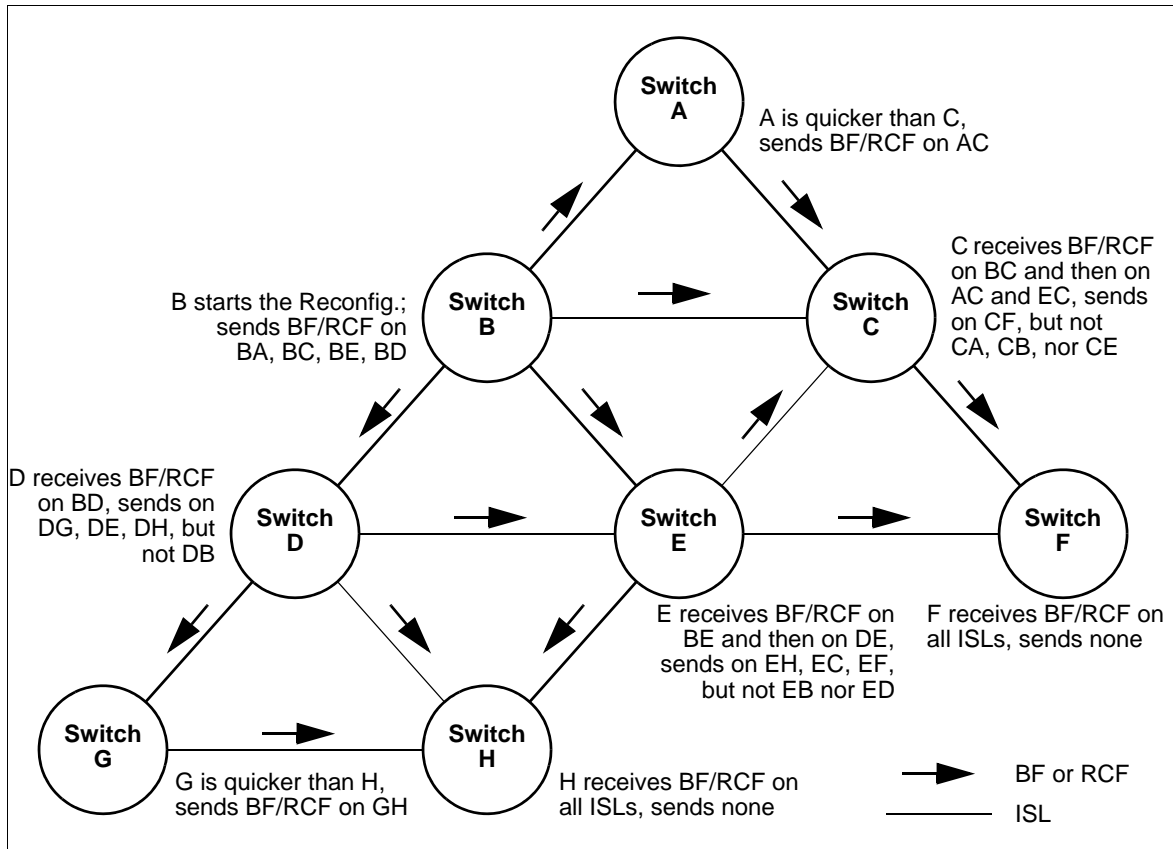 Switch
A
A is quicker than C,
sends BF/RCF on AC
B starts the Reconfig.;
sends BF/RCF on
BA, BC, BE, BD
Switch
B
Switch
C
C receives BF/RCF
on BC and then on
AC and EC, sends
on CF, but not
CA, CB, nor CE
D receives BF/RCF
on BD, sends on
DG, DE, DH, but
not DB
Switch
D
Switch
E
Switch
F
E receives BF/RCF on
BE and then on DE,
sends on EH, EC, EF,
but not EB nor ED
F receives BF/RCF on
all ISLs, sends none
Switch
G
G is quicker than H,
sends BF/RCF on GH
Switch
H
H receives BF/RCF on
all ISLs, sends none
BF or RCF
ISL